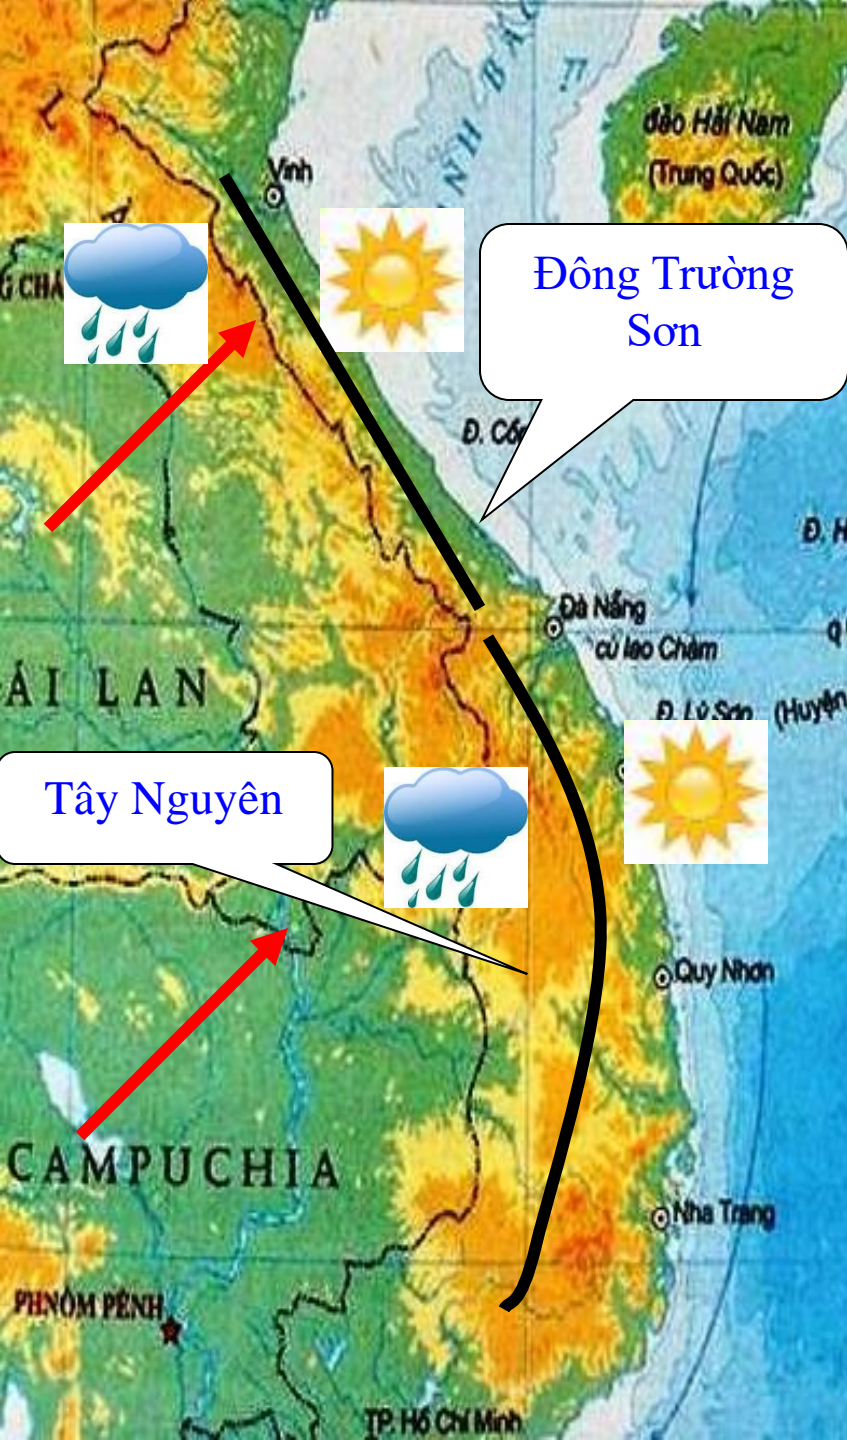 Vinh
đảo Hải Nam
(Trung Quốc)
Đông Trường
Sơn
Đà Nẵng
cù lao Chàm
Đ. Lý Sơn (Huyện
ÁI LAN
Tây Nguyên
Quy Nhơn
CAMPUCHIA
Nha Trang
PHNÔM PÊNH
TP. Hồ Chí Minh